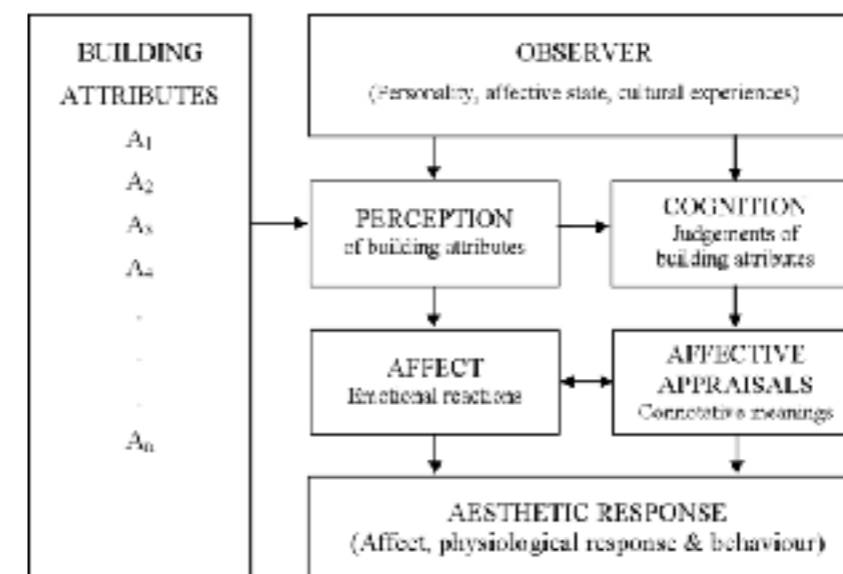 BUILDING
ATTRIBUTES
A1
A2
A3
A4
.
.
.
An
OBSERVER
(Personality, affective state, cultural experiences)
PERCEPTION
of building attributes
COGNITION
Judgements of
building attributes
AFFECT
Emotional reactions
AFFECTIVE
APPRAISALS
Connotative meanings
AESTHETIC RESPONSE
(Affect, physiological response & behaviour)